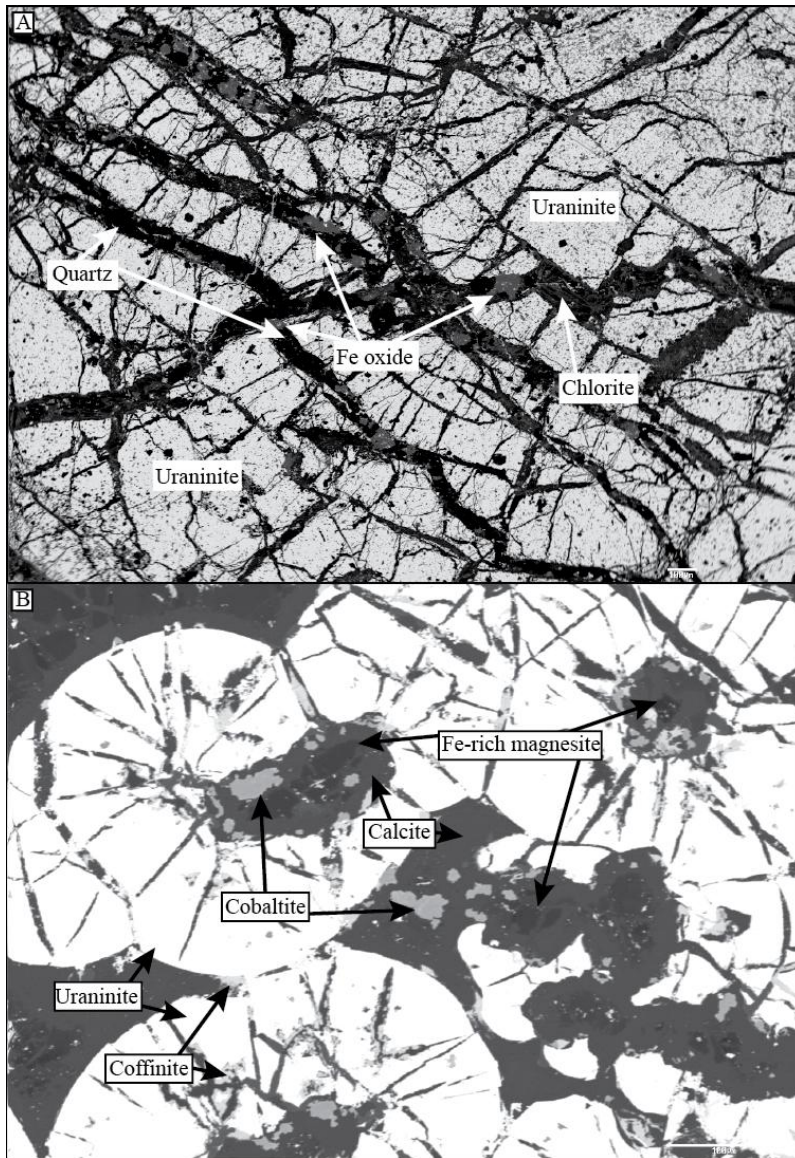 A
Uraninite
Quartz
Fe oxide
Chlorite
Uraninite
B
Fe-rich magnesite
Calcite
Cobaltite
Uraninite
Coffinite